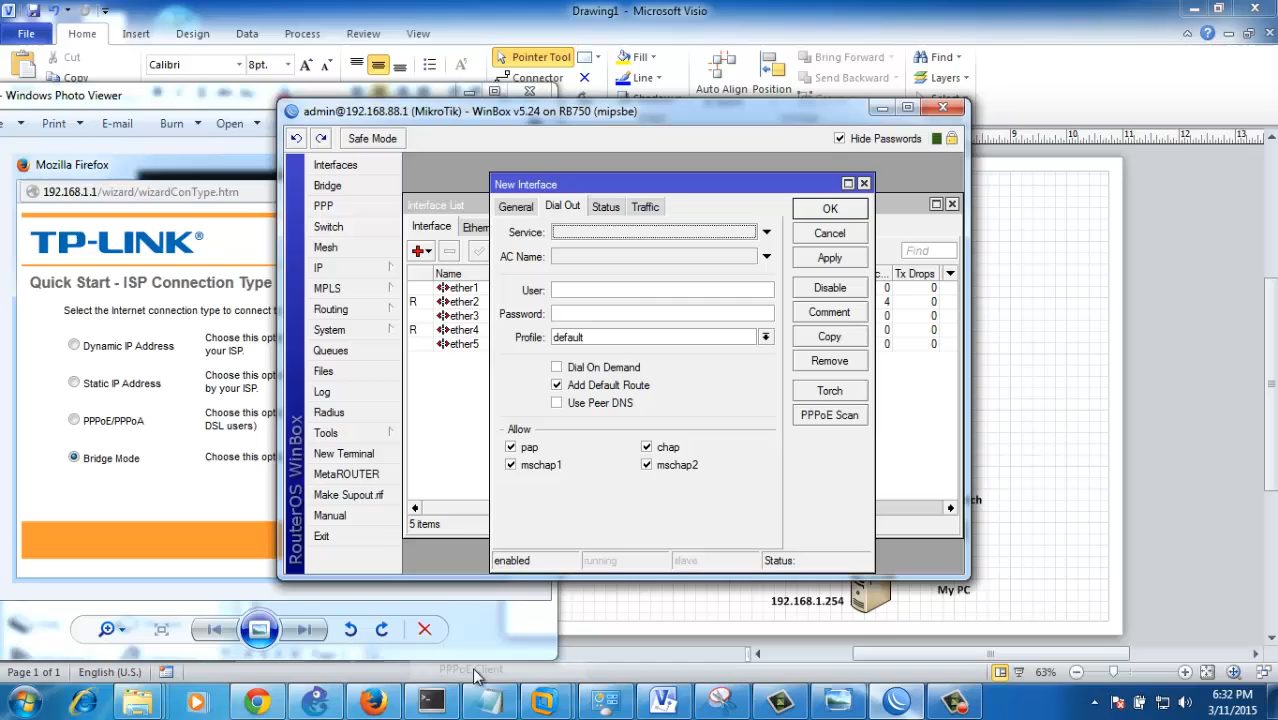 Drawing1 - Microsoft Visio
File Home Insert Design Data Process Review View
Cut
Copy
Calibri 8pt.
Pointer Tool
Connector
Fill
Line
Auto Align Position
Bring Forward
Send Backward
Find
Layers
Windows Photo Viewer
Print E-mail Burn Open
Mozilla Firefox
192.168.1.1/wizard/wizardConType.htm
TP-LINK®
Quick Start - ISP Connection Type
Select the Internet connection type to connect t
Dynamic IP Address
Choose this opt
your ISP.
Static IP Address
Choose this opt
by your ISP.
PPPoE/PPPoA
Choose this opt
DSL users)
Bridge Mode
Choose this opt
admin@192.168.88.1 (MikroTik) - WinBox v5.24 on RB750 (mipsbe)
Safe Mode
Hide Passwords
RouterOS WinBox
Interfaces
Bridge
PPP
Switch
Mesh
IP
MPLS
Routing
System
Queues
Files
Log
Radius
Tools
New Terminal
MetaROUTER
Make Supout.rif
Manual
Exit
Interface List
Interface Ethern
Find
Name
c... Tx Drops
ether1 0 0
R ether2 4 0
ether3 0 0
R ether4 0 0
ether5 0 0
5 items
New Interface
General Dial Out Status Traffic
Service:
AC Name:
User:
Password:
Profile: default
Dial On Demand
Add Default Route
Use Peer DNS
Allow
pap chap
mschap1 mschap2
OK
Cancel
Apply
Disable
Comment
Copy
Remove
Torch
PPPoE Scan
enabled running slave Status:
9 10 11 12 13
ch
192.168.1.254
My PC
PPPoE Client
Page 1 of 1 English (U.S.)
63%
6:32 PM
3/11/2015